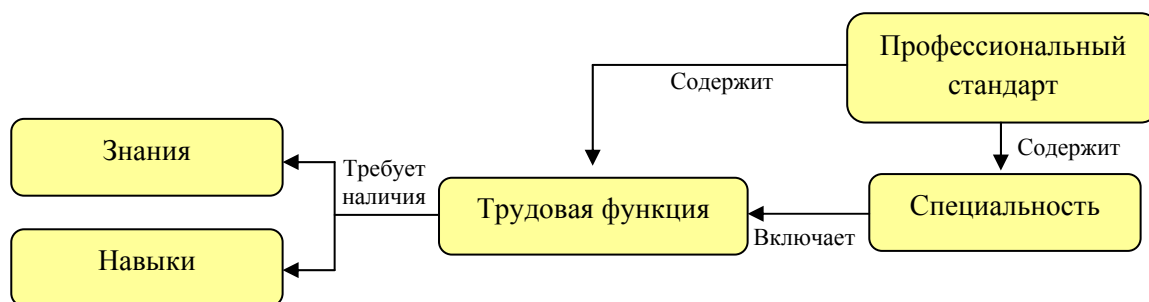 Профессиональный
стандарт
Содержит
Содержит
Знания
Требует
наличия
Трудовая функция
Специальность
Включает
Навыки